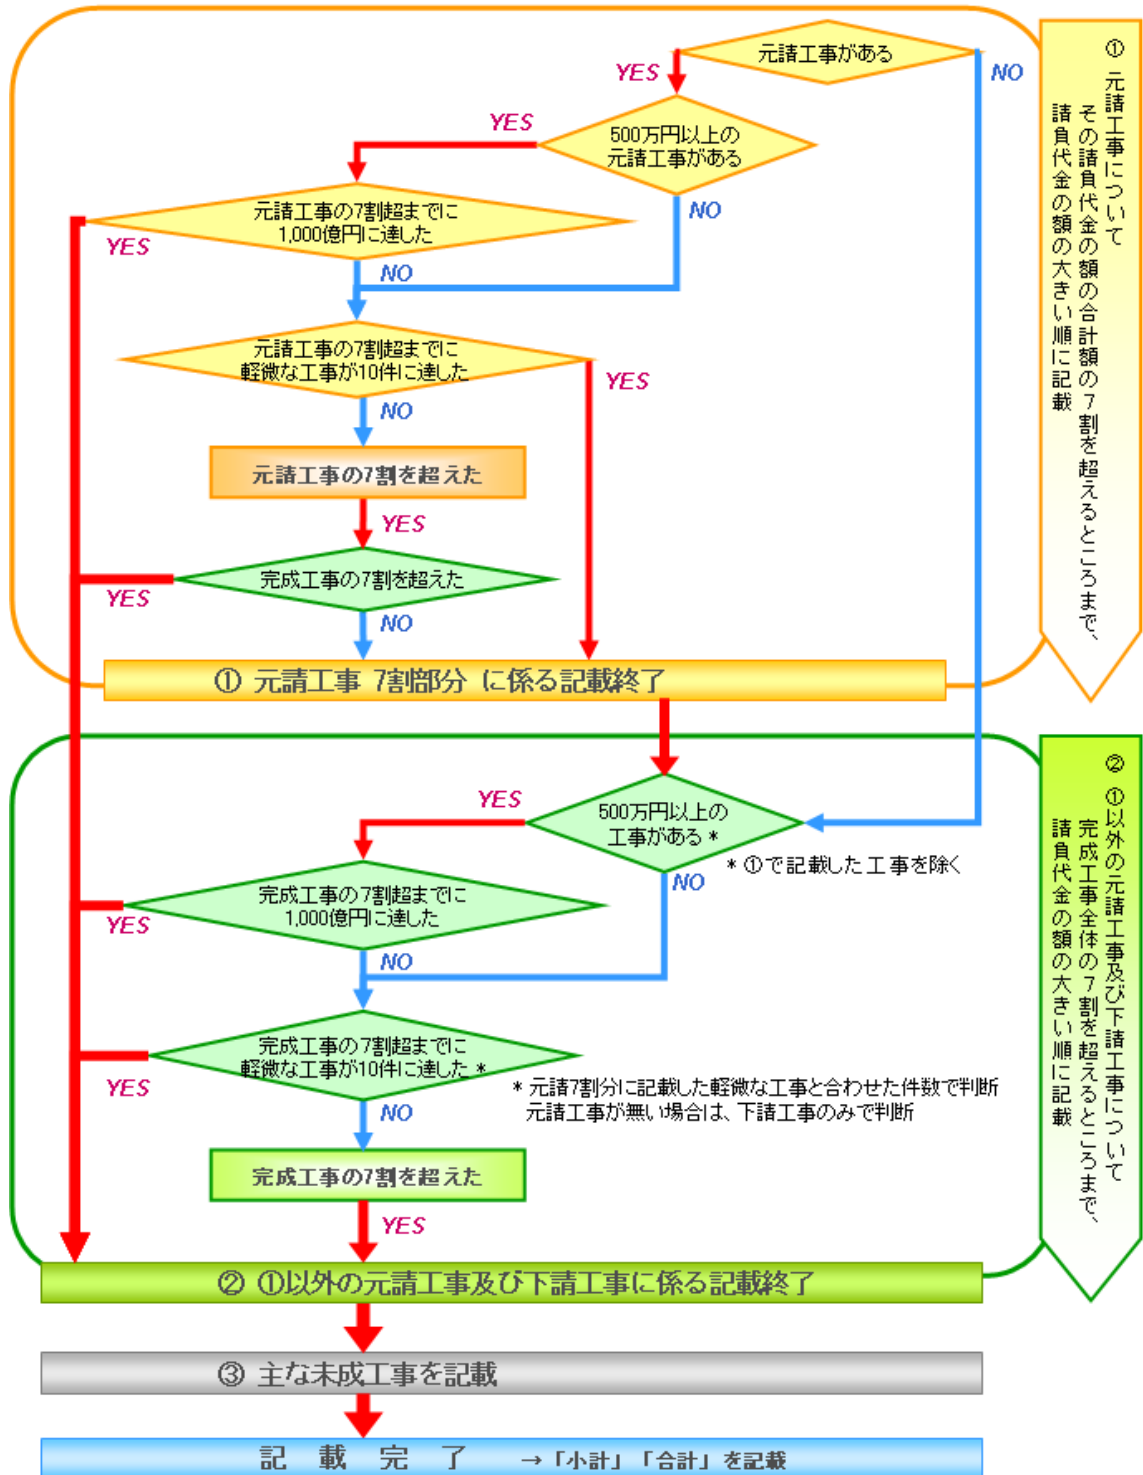 元請工事がある
YES
NO
500万円以上の
元請工事がある
YES
NO
元請工事の7割超までに
1,000億円に達した
YES
NO
元請工事の7割超までに
軽微な工事が10件に達した
YES
NO
元請工事の7割を超えた
YES
完成工事の7割を超えた
YES
NO
① 元請工事 7割部分 に係る記載終了
① 元請工事について
その請負代金の額の合計額の7割を超えるところまで、
請負代金の額の大きい順に記載
500万円以上の
工事がある *
YES
* ①で記載した工事を除く
NO
完成工事の7割超までに
1,000億円に達した
YES
NO
完成工事の7割超までに
軽微な工事が10件に達した *
YES
* 元請7割分に記載した軽微な工事と合わせた件数で判断
元請工事が無い場合は、下請工事のみで判断
NO
完成工事の7割を超えた
YES
② ①以外の元請工事及び下請工事について
完成工事全体の7割を超えるところまで、
請負代金の額の大きい順に記載
② ①以外の元請工事及び下請工事に係る記載終了
③ 主な未成工事を記載
記 載 完 了 →「小計」「合計」を記載